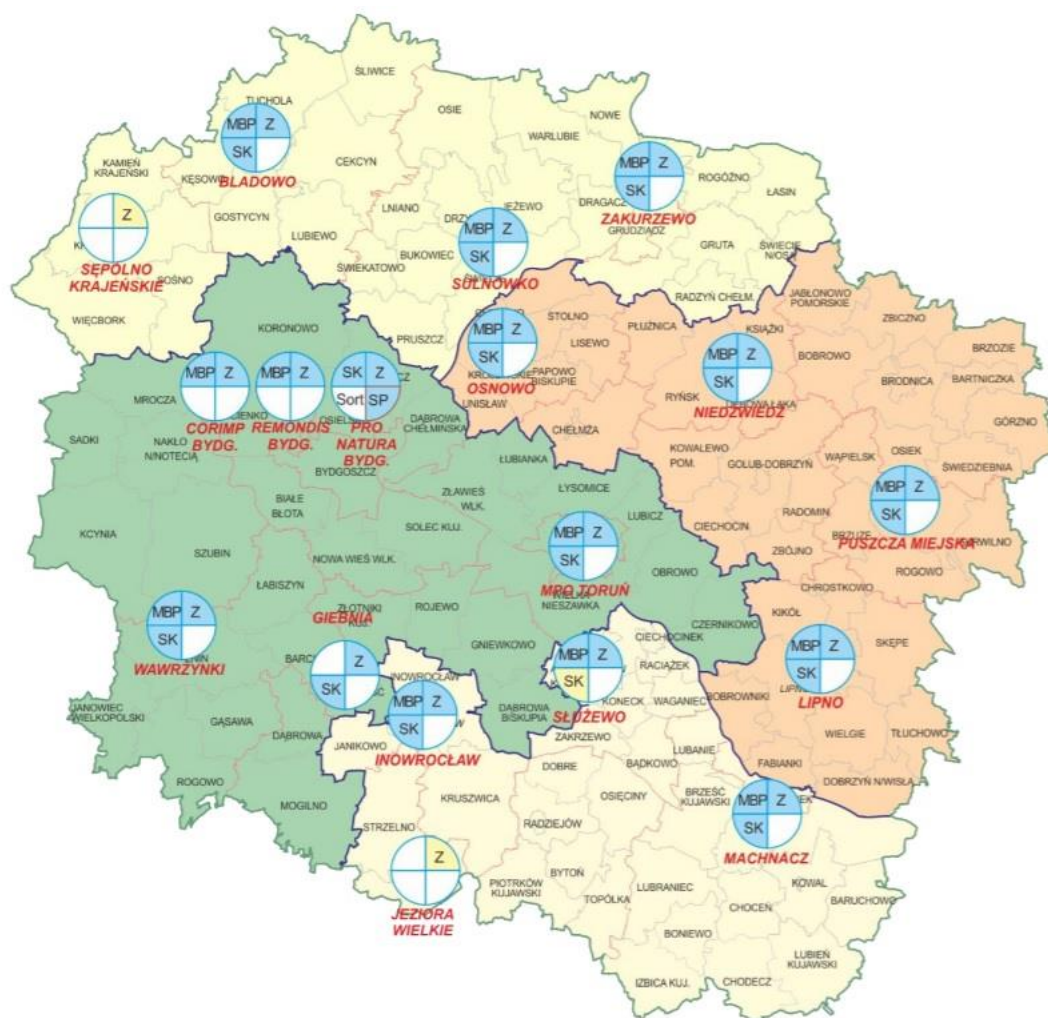 ŚLIWICE
TUCHOLA
OSIE
NOWE
MBP Z
SK
WARLUBIE
CEKCYN
KAMIEŃ
KRAJEŃSKI
KĘSOWO
BLADOWO
MBP Z
SK
ROGÓŹNO
ŁASIN
DRAGACZ
ZAKURZEWO
GRUDZIĄDZ
LNIANO
JEŻEWO
Z
GOSTYCYN
LUBIEWO
MBP Z
SK
BUKOWIEC
GRUTA
ŚWIECIE
N/OSĄ
SĘPÓLNO
KRAJEŃSKIE
SOŚNO
ŚWIEKATOWO
SULNÓWKO
RADZYŃ CHEŁM.
WIĘCBORK
PRUSZCZ
JABŁONOWO
POMORSKIE
ZBICZNO
KORONOWO
MBP Z
SK
STOLNO
PŁUŻNICA
KSIĄŻKI
LISEWO
BOBROWO
BRZOZIE
OSNOWO
PAPOWO
BISKUPIE
MBP Z
SK
BARTNICZKA
BRODNICA
MBP Z
MBP Z
SK Z
Sort SP
MROCZA
UNISŁAW
RYŃSK
NIEDŹWIEDŹ
GÓRZNO
CORIMP
BYDG.
REMONDIS
BYDG.
PRO
NATURA
BYDG.
DĄBROWA
CHEŁMIŃSKA
CHEŁMŻA
SADKI
NAKŁO
N/NOTECIĄ
KOWALEWO
POM.
GOLUB-DOBRZYŃ
WĄPIELSK
OSIEK
ŚWIEDZIEBNIA
BYDGOSZCZ
ŁUBIANKA
ŁYSOMICE
BIAŁE
BŁOTA
ZŁAWIEŚ
WLK.
RADOMIN
MBP Z
SK
KCYNIA
SOLEC KUJ.
LUBICZ
CIECHOCIN
BRZUZE
PUSZCZA MIEJSKA
SZUBIN
NOWA WIEŚ WLK.
MBP Z
SK
ZBÓJNO
ROGOWO
ŁABISZYN
OBROWO
CHROSTKOWO
MPO TORUŃ
WIELKA
NIESZAWKA
ZŁOTNIKI
KUJ.
ROJEWO
KIKÓŁ
SKĘPE
GIEBNIA
MBP Z
SK
CZERNIKOWO
GNIEWKOWO
CIECHOCINEK
WAWRZYNKI
Z
SK
MBP Z
SK
RACIĄŻEK
MBP Z
SK
INOWROCŁAW
WAGANIEC
BOBROWNIKI
LIPNO
KONECK
JANOWIEC
WIELKOPOLSKI
GĄSAWA
MBP Z
SK
DĄBROWA
BISKUPIA
SŁUŻEWO
ZAKRZEWO
WIELGIE
TŁUCHOWO
DĄBROWA
JANIKOWO
INOWROCŁAW
LUBANIE
BĄDKOWO
FABIANKI
ROGOWO
DOBRE
DOBRZYŃ N/WISŁĄ
MOGILNO
KRUSZWICA
OSIĘCINY
BRZEŚĆ
KUJAWSKI
MBP Z
SK
STRZELNO
RADZIEJÓW
MACHNACZ
Z
BYTOŃ
PIOTRKÓW
KUJAWSKI
TOPÓLKA
LUBRANIEC
KOWAL
BARUCHOWO
CHOCEŃ
JEZIORA
WIELKIE
BONIEWO
LUBIEŃ
KUJAWSKI
IZBICA KUJ.
CHODECZ